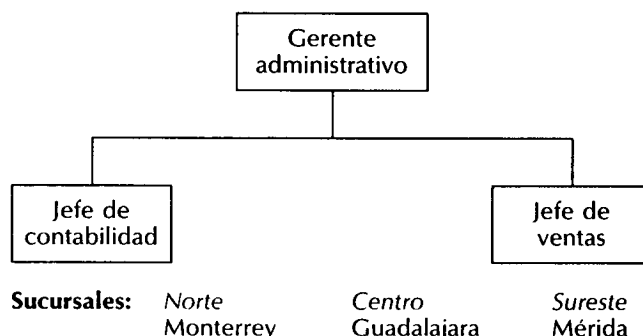 Gerente
administrativo
Jefe de
contabilidad
Jefe de
ventas
Sucursales: Norte Centro Sureste
Monterrey Guadalajara Mérida